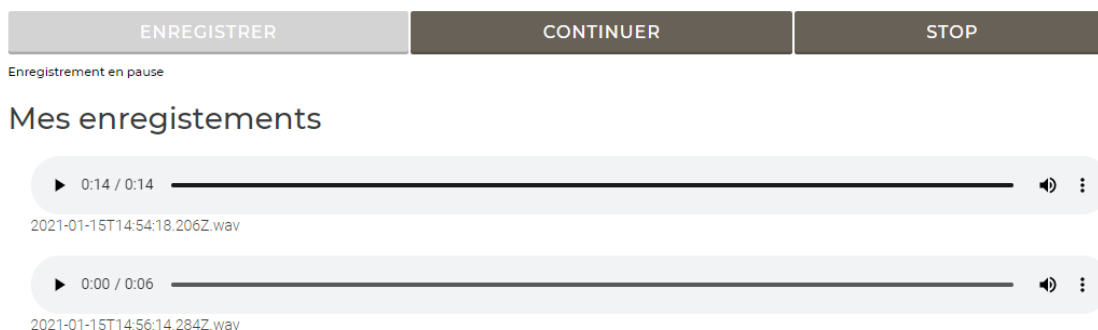 ENREGISTRER CONTINUER STOP
Enregistrement en pause
Mes enregistements
0:14 / 0:14
2021-01-15T14:54:18.206Z.wav
0:00 / 0:06
2021-01-15T14:56:14.284Z.wav